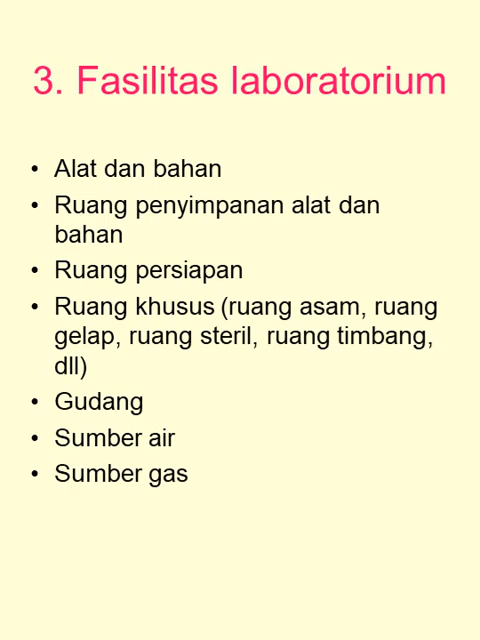 3. Fasilitas laboratorium
• Alat dan bahan
• Ruang penyimpanan alat dan
bahan
• Ruang persiapan
• Ruang khusus (ruang asam, ruang
gelap, ruang steril, ruang timbang,
dll)
• Gudang
• Sumber air
• Sumber gas